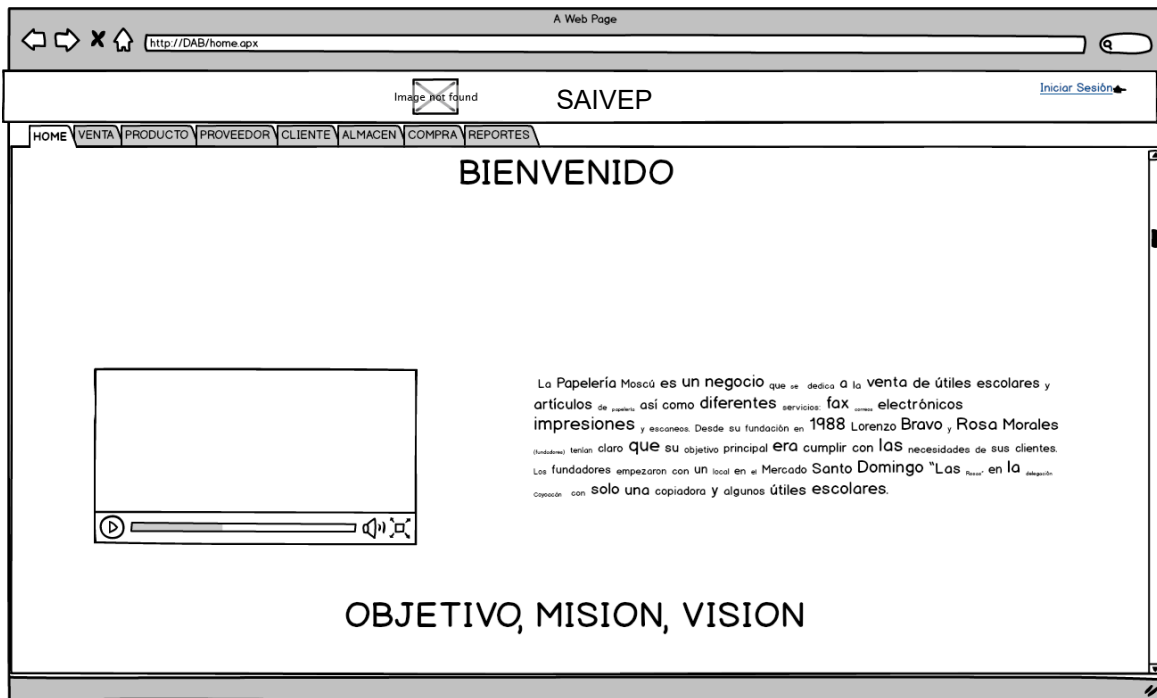 A Web Page
http://DAB/home.apx
Image not found
SAIVEP
Iniciar Sesión
HOME VENTA PRODUCTO PROVEEDOR CLIENTE ALMACEN COMPRA REPORTES
BIENVENIDO
La Papelería Moscú es un negocio que se dedica a la venta de útiles escolares y
artículos de papelería así como diferentes servicios: fax correos electrónicos
impresiones y escaneos. Desde su fundación en 1988 Lorenzo Bravo y Rosa Morales
(fundadores) tenían claro que su objetivo principal era cumplir con las necesidades de sus clientes.
Los fundadores empezaron con un local en el Mercado Santo Domingo "Las Rosas" en la delegación
Coyoacán con solo una copiadora y algunos útiles escolares.
OBJETIVO, MISION, VISION